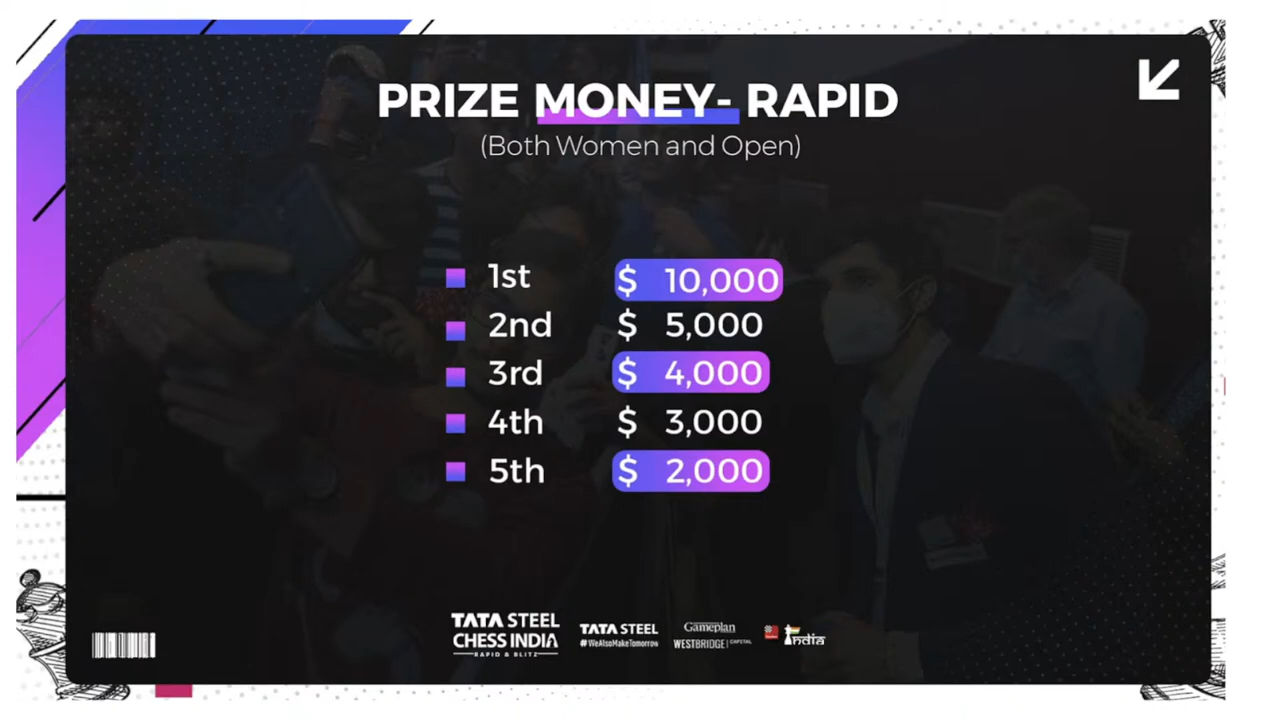 PRIZE MONEY- RAPID
(Both Women and Open)
1st $ 10,000
2nd $ 5,000
3rd $ 4,000
4th $ 3,000
5th $ 2,000
TATA STEEL
CHESS INDIA
RAPID & BLITZ
TATA STEEL
#WeAlsoMakeTomorrow
Gameplan
WESTBRIDGE | CAPITAL
India